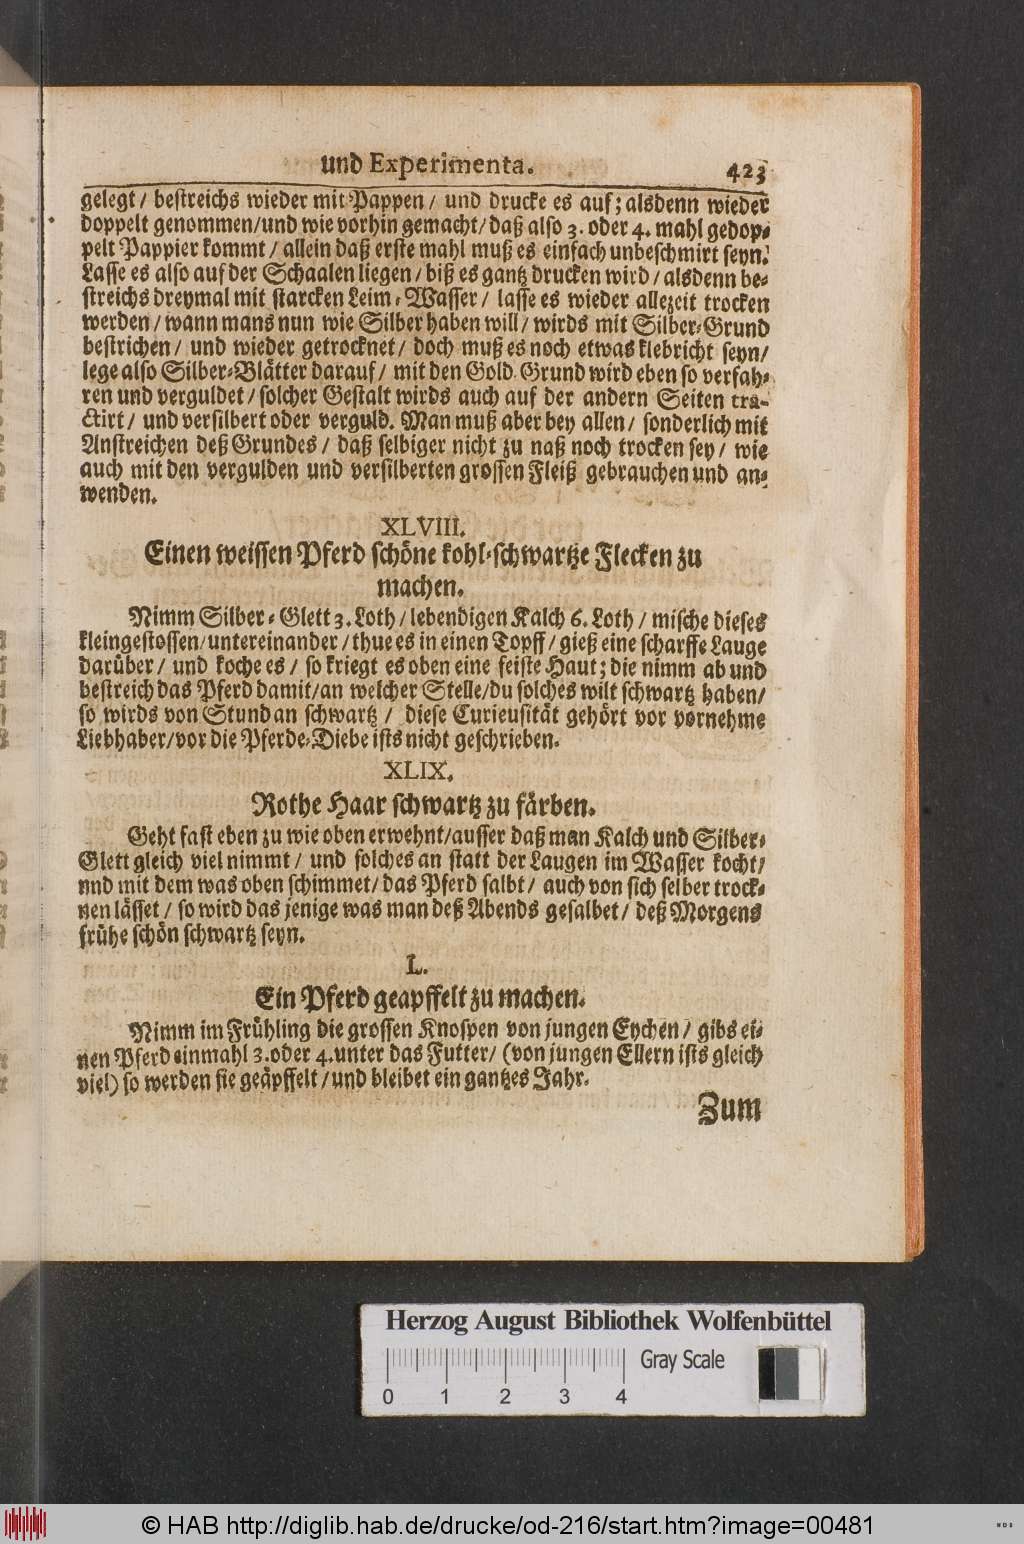 und Experimenta. 423
gelegt / bestreichs wieder mit Pappen / und drucke es auf; alsdenn wieder
doppelt genommen/und wie vorhin gemacht/ daß also 3. oder 4. mahl gedop-
pelt Pappier kommt / allein daß erste mahl muß es einfach unbeschmirt seyn.
Lasse es also auf der Schaalen liegen / biß es gantz drucken wird / alsdenn be-
streichs dreymal mit starcken Leim-Wasser / lasse es wieder allezeit trocken
werden / wann mans nun wie Silber haben will / wirds mit Silber-Grund
bestrichen / und wieder getrocknet / doch muß es noch etwas klebricht seyn/
lege also Silber-Blätter darauf / mit den Gold Grund wird eben so verfah-
ren und verguldet / solcher Gestalt wirds auch auf der andern Seiten tra-
ctirt / und versilbert oder verguld. Man muß aber bey allen / sonderlich mit
Anstreichen deß Grundes / daß selbiger nicht zu naß noch trocken sey / wie
auch mit den vergulden und versilberten grossen Fleiß gebrauchen und an-
wenden.
XLVIII.
Einen weissen Pferd schöne kohl-schwartze Flecken zu
machen.
Nimm Silber-Glett 3. Loth / lebendigen Kalch 6. Loth / mische dieses
kleingestossen/untereinander / thue es in einen Topff / gieß eine scharffe Lauge
darüber / und koche es / so kriegt es oben eine feiste Haut; die nimm ab und
bestreich das Pferd damit/an welcher Stelle/du solches wilt schwartz haben/
so wirds von Stund an schwartz / diese Curieusität gehört vor vornehme
Liebhaber/vor die Pferde-Diebe ists nicht geschrieben.
XLIX.
Rothe Haar schwartz zu färben.
Geht fast eben zu wie oben erwehnt/ausser daß man Kalch und Silber-
Glett gleich viel nimmt / und solches an statt der Laugen im Wasser kocht/
nnd mit dem was oben schimmet/ das Pferd salbt / auch von sich selber trock-
nen lässet / so wird das jenige was man deß Abends gesalbet / deß Morgens
frühe schön schwartz seyn.
L.
Ein Pferd geapffelt zu machen.
Nimm im Frühling die grossen Knospen von jungen Eychen / gibs ei-
nen Pferd einmahl 3. oder 4. unter das Futter / (von jungen Ellern ists gleich
viel) so werden sie geäpffelt / und bleibet ein gantzes Jahr.
Zum
Herzog August Bibliothek Wolfenbüttel
Gray Scale
0 1 2 3 4
© HAB http://diglib.hab.de/drucke/od-216/start.htm?image=00481